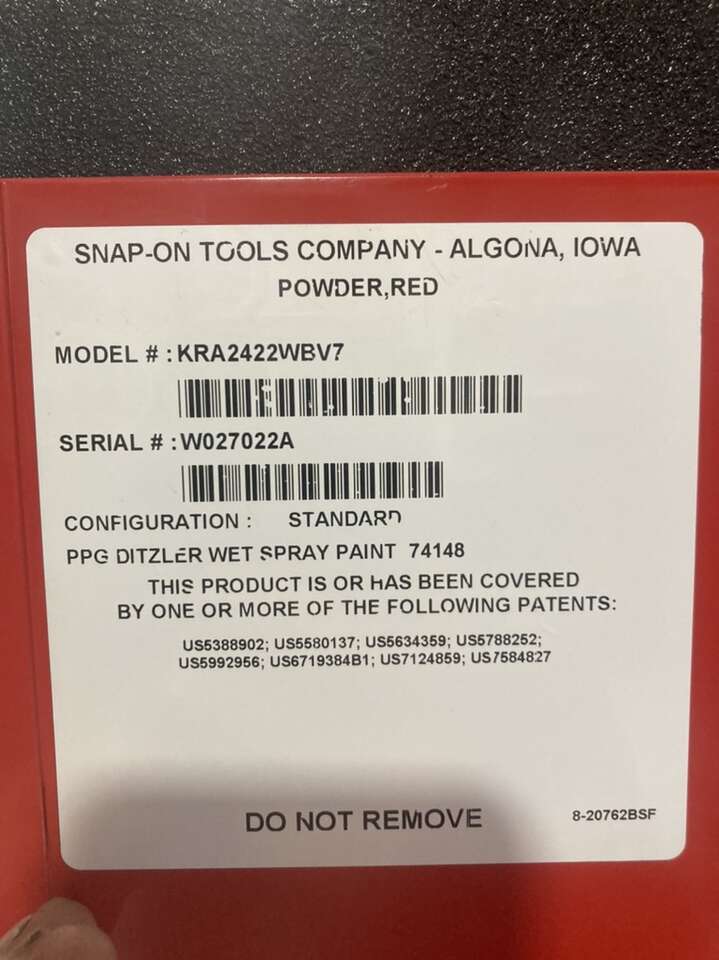 SNAP-ON TOOLS COMPANY - ALGONA, IOWA
POWDER,RED
MODEL # : KRA2422WBV7
SERIAL # : W027022A
CONFIGURATION : STANDARD
PPG DITZLER WET SPRAY PAINT 74148
THIS PRODUCT IS OR HAS BEEN COVERED
BY ONE OR MORE OF THE FOLLOWING PATENTS:
US5388902; US5580137; US5634359; US5788252;
US5992956; US6719384B1; US7124859; US7584827
DO NOT REMOVE
8-20762BSF